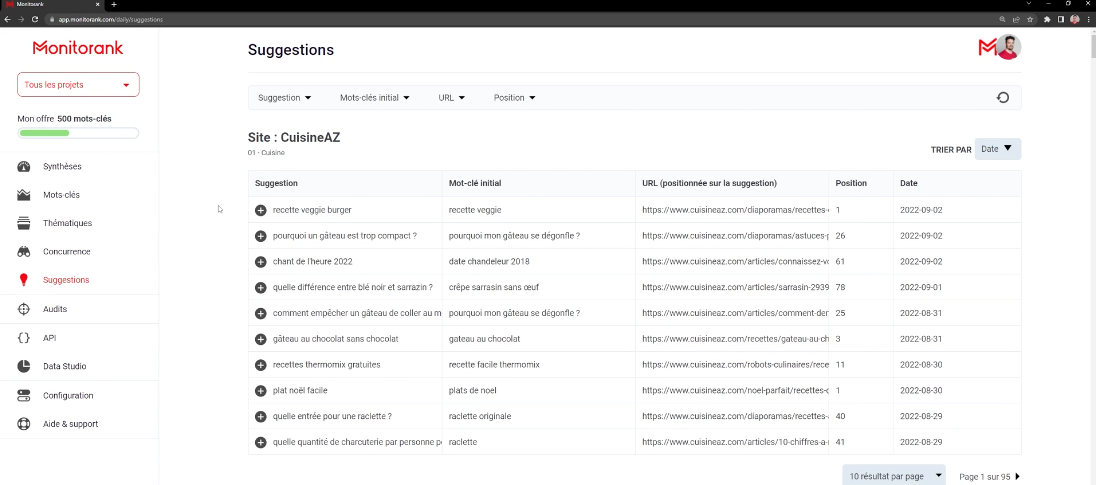 Monitorank
app.monitorank.com/daily/suggestions
Monitorank
Tous les projets
Mon offre 500 mots-clés
Synthèses
Mots-clés
Thématiques
Concurrence
Suggestions
Audits
API
Data Studio
Configuration
Aide & support
Suggestions
Suggestion Mots-clés initial URL Position
Site : CuisineAZ
01 - Cuisine
TRIER PAR Date
Suggestion Mot-clé initial URL (positionnée sur la suggestion) Position Date
recette veggie burger recette veggie https://www.cuisineaz.com/diaporamas/recettes- 1 2022-09-02
pourquoi un gâteau est trop compact ? pourquoi mon gâteau se dégonfle ? https://www.cuisineaz.com/diaporamas/astuces-p 26 2022-09-02
chant de l'heure 2022 date chandeleur 2018 https://www.cuisineaz.com/articles/connaissez-vo 61 2022-09-02
quelle différence entre blé noir et sarrazin ? crêpe sarrasin sans œuf https://www.cuisineaz.com/articles/sarrasin-2939 78 2022-09-01
comment empêcher un gâteau de coller au m pourquoi mon gâteau se dégonfle ? https://www.cuisineaz.com/articles/comment-der 25 2022-08-31
gâteau au chocolat sans chocolat gateau au chocolat https://www.cuisineaz.com/recettes/gateau-au-ch 3 2022-08-31
recettes thermomix gratuites recette facile thermomix https://www.cuisineaz.com/robots-culinaires/rece 11 2022-08-30
plat noël facile plats de noel https://www.cuisineaz.com/noel-parfait/recettes-d 1 2022-08-30
quelle entrée pour une raclette ? raclette originale https://www.cuisineaz.com/diaporamas/recettes-a 40 2022-08-29
quelle quantité de charcuterie par personne po raclette https://www.cuisineaz.com/articles/10-chiffres-a-r 41 2022-08-29
10 résultat par page Page 1 sur 95